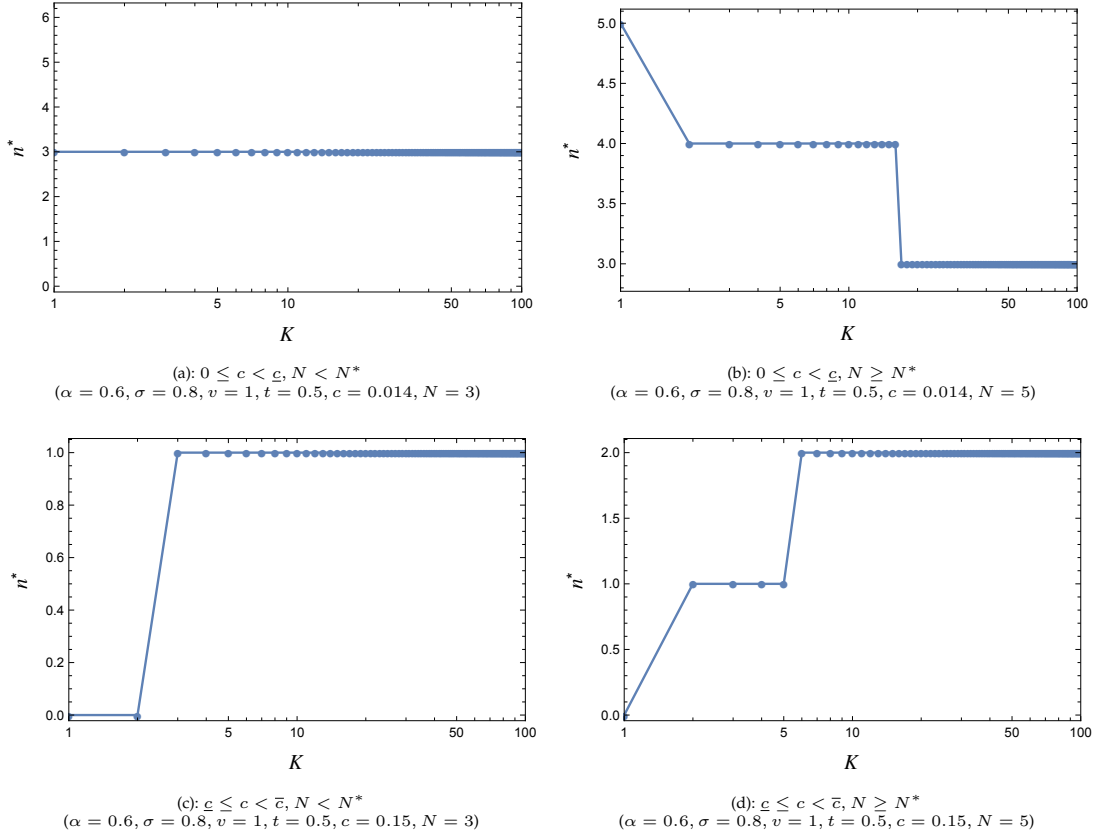 6
5
4
3
2
1
0
n*
1
5
10
50
100
K
(a): 0 ≤ c < c̲, N < N*
(α = 0.6, σ = 0.8, v = 1, t = 0.5, c = 0.014, N = 3)
5.0
4.5
4.0
3.5
3.0
n*
1
5
10
50
100
K
(b): 0 ≤ c < c̲, N ≥ N*
(α = 0.6, σ = 0.8, v = 1, t = 0.5, c = 0.014, N = 5)
1.0
0.8
0.6
0.4
0.2
0.0
n*
1
5
10
50
100
K
(c): c̲ ≤ c < c̅, N < N*
(α = 0.6, σ = 0.8, v = 1, t = 0.5, c = 0.15, N = 3)
2.0
1.5
1.0
0.5
0.0
n*
1
5
10
50
100
K
(d): c̲ ≤ c < c̅, N ≥ N*
(α = 0.6, σ = 0.8, v = 1, t = 0.5, c = 0.15, N = 5)